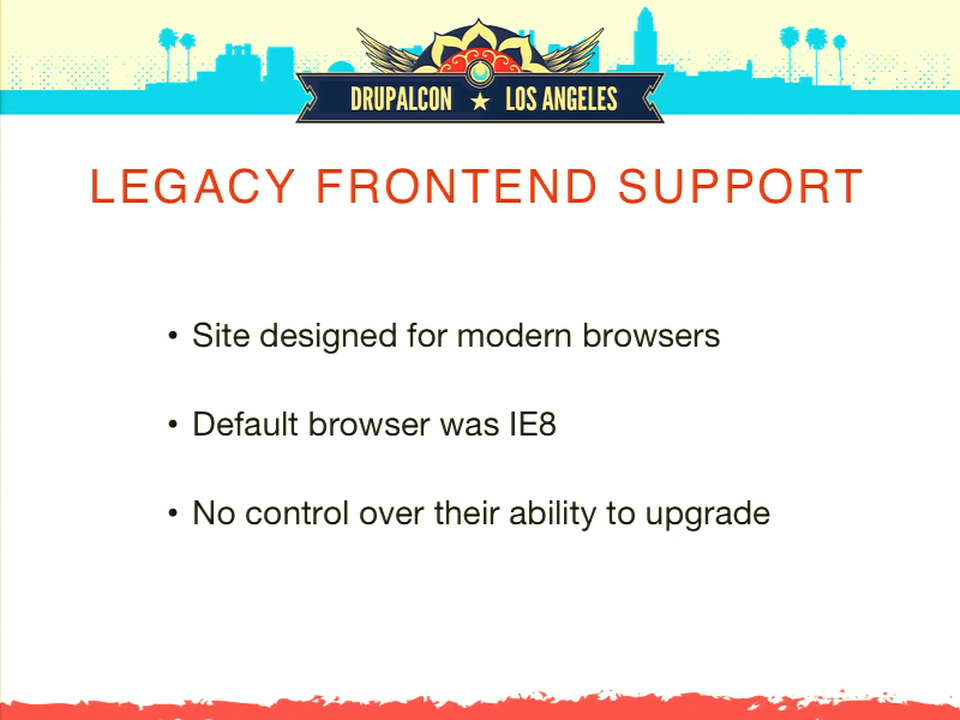 DRUPALCON ★ LOS ANGELES
LEGACY FRONTEND SUPPORT
• Site designed for modern browsers
• Default browser was IE8
• No control over their ability to upgrade